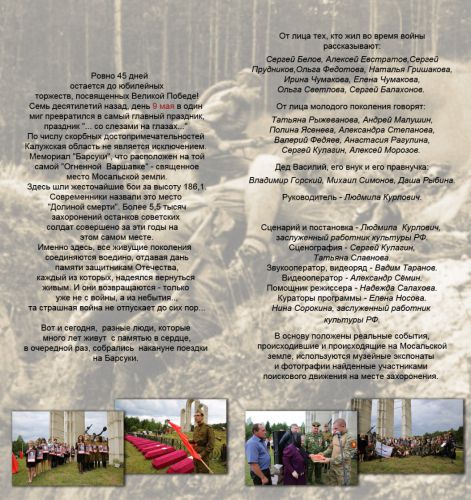 Ровно 45 дней
остается до юбилейных
торжеств, посвященных Великой Победе!
Семь десятилетий назад, день 9 мая в один
миг превратился в самый главный праздник,
праздник "... со слезами на глазах..."
По числу скорбных достопримечательностей
Калужская область не является исключением.
Мемориал "Барсуки", что расположен на той
самой "Огненной Варшавке" - священное
место Мосальской земли.
Здесь шли жесточайшие бои за высоту 186,1.
Современники назвали это место
"Долиной смерти". Более 5,5 тысяч
захоронений останков советских
солдат совершено за эти годы на
этом самом месте.
Именно здесь, все живущие поколения
соединяются воедино, отдавая дань
памяти защитникам Отечества,
каждый из которых, надеялся вернуться
живым. И они возвращаются - только
уже не с войны, а из небытия..,
та страшная война не отпускает до сих пор...
Вот и сегодня, разные люди, которые
много лет живут с памятью в сердце,
в очередной раз, собрались накануне поездки
на Барсуки.
От лица тех, кто жил во время войны
рассказывают:
Сергей Белов, Алексей Евстратов,Сергей
Прудников,Ольга Федотова, Наталья Гришакова,
Ирина Чумакова, Елена Чумакова,
Ольга Светлова, Сергей Балахонов.
От лица молодого поколения говорят:
Татьяна Рыжеванова, Андрей Малушин,
Полина Ясенева, Александра Степанова,
Валерий Федяев, Анастасия Рагулина,
Сергей Кулагин, Алексей Морозов.
Дед Василий, его внук и его правнучка:
Владимир Горский, Михаил Симонов, Даша Рыбина.
Руководитель - Людмила Курлович.
Сценарий и постановка - Людмила Курлович,
заслуженный работник культуры РФ.
Сценография - Сергей Кулагин,
Татьяна Славнова.
Звукооператор, видеоряд - Вадим Таранов.
Видеооператор - Александр Сёмин.
Помощник режиссера - Надежда Салахова.
Кураторы программы - Елена Носова.
Нина Сорокина, заслуженный работник
культуры РФ.
В основу положены реальные события,
происходившие и происходящие на Мосальской
земле, используются музейные экспонаты
и фотографии найденные участниками
поискового движения на месте захоронения.